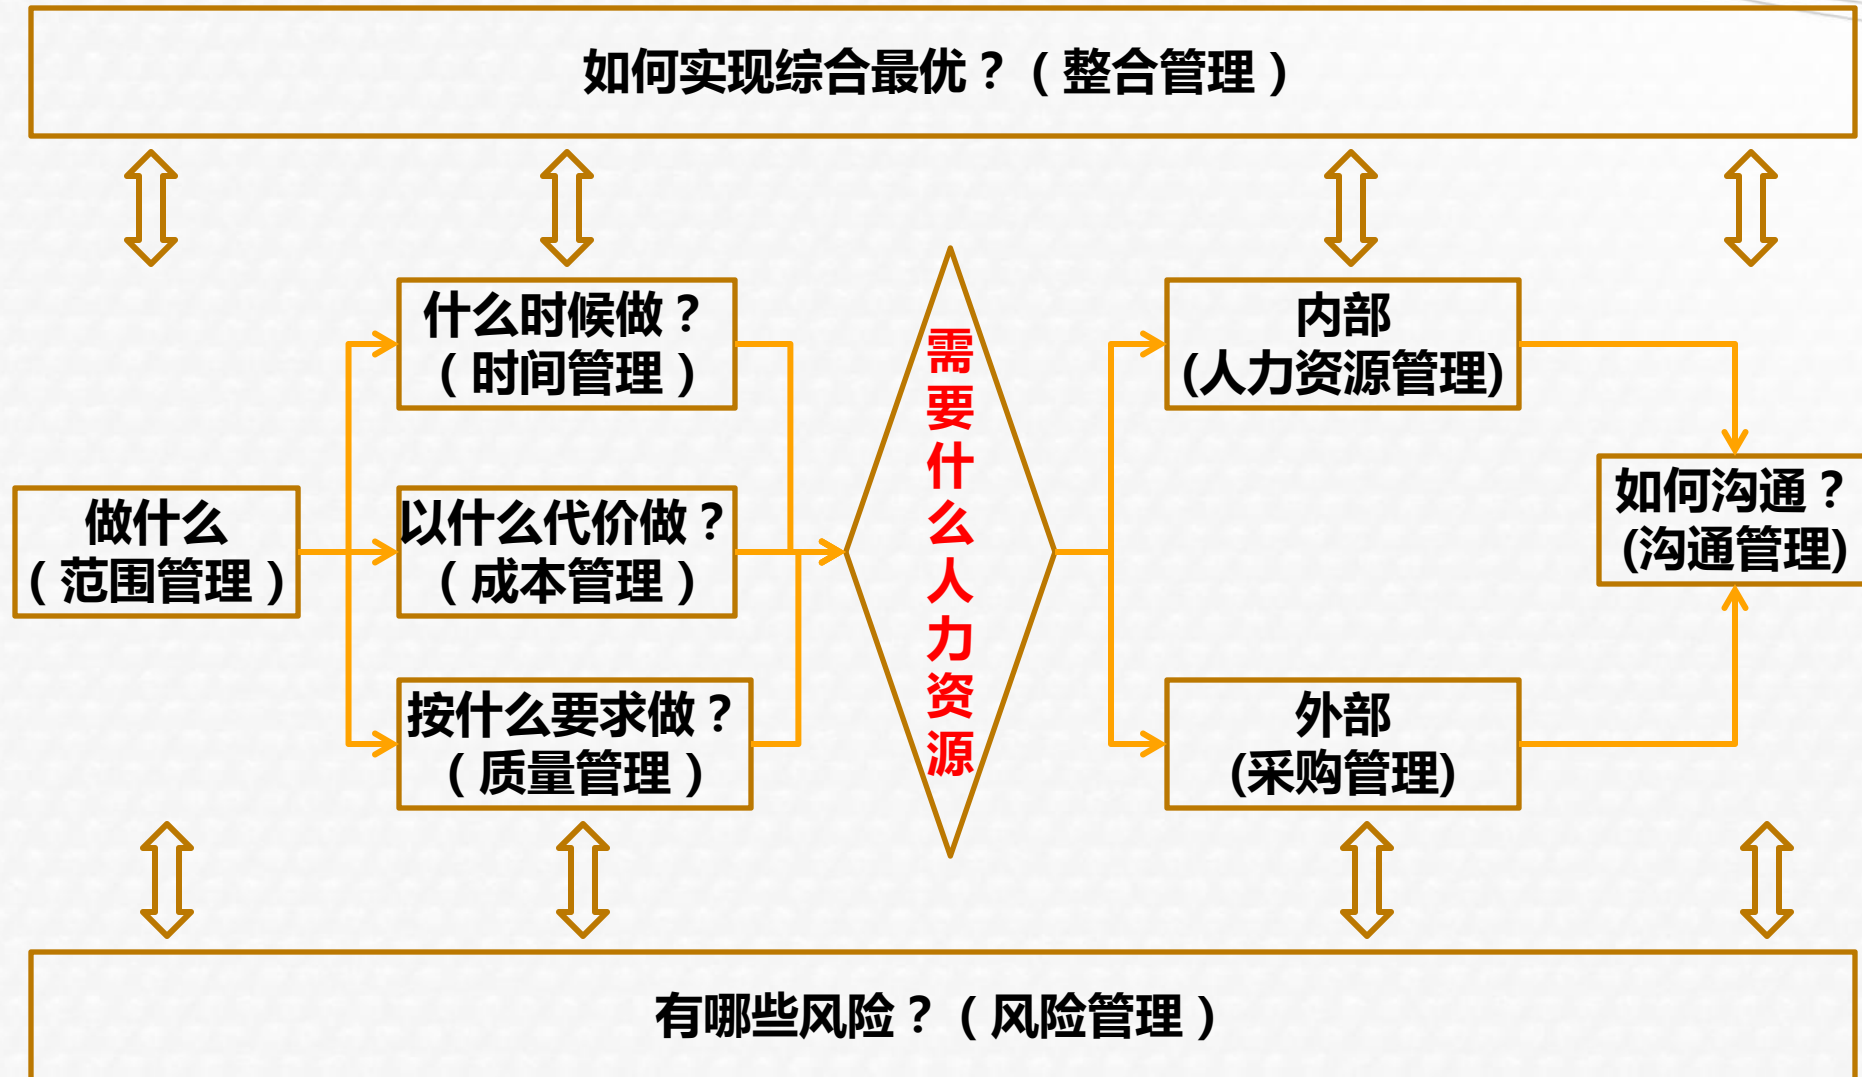 如何实现综合最优？（整合管理）
什么时候做？
（时间管理）
内部
(人力资源管理)
做什么
（范围管理）
以什么代价做？
（成本管理）
需要什么人力资源
如何沟通？
(沟通管理)
按什么要求做？
（质量管理）
外部
(采购管理)
有哪些风险？（风险管理）